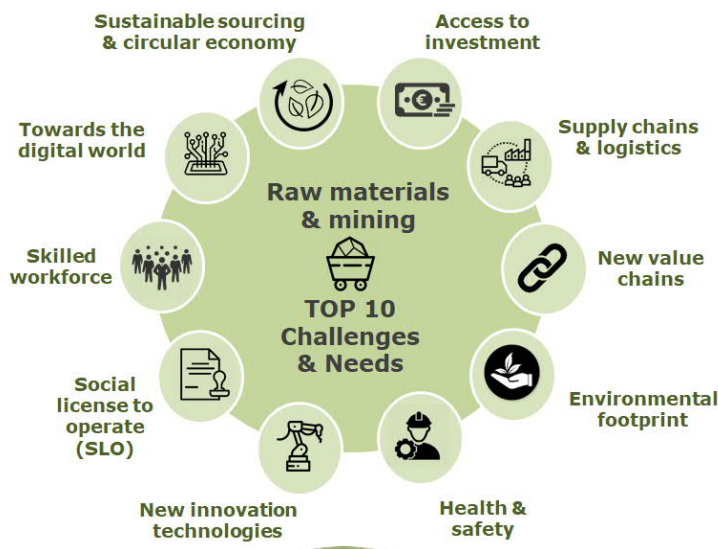 Sustainable sourcing
& circular economy
Access to
investment
Supply chains
& logistics
New value
chains
Environmental
footprint
Health &
safety
New innovation
technologies
Social
license to
operate
(SLO)
Skilled
workforce
Towards the
digital world
Raw materials
& mining
TOP 10
Challenges
& Needs